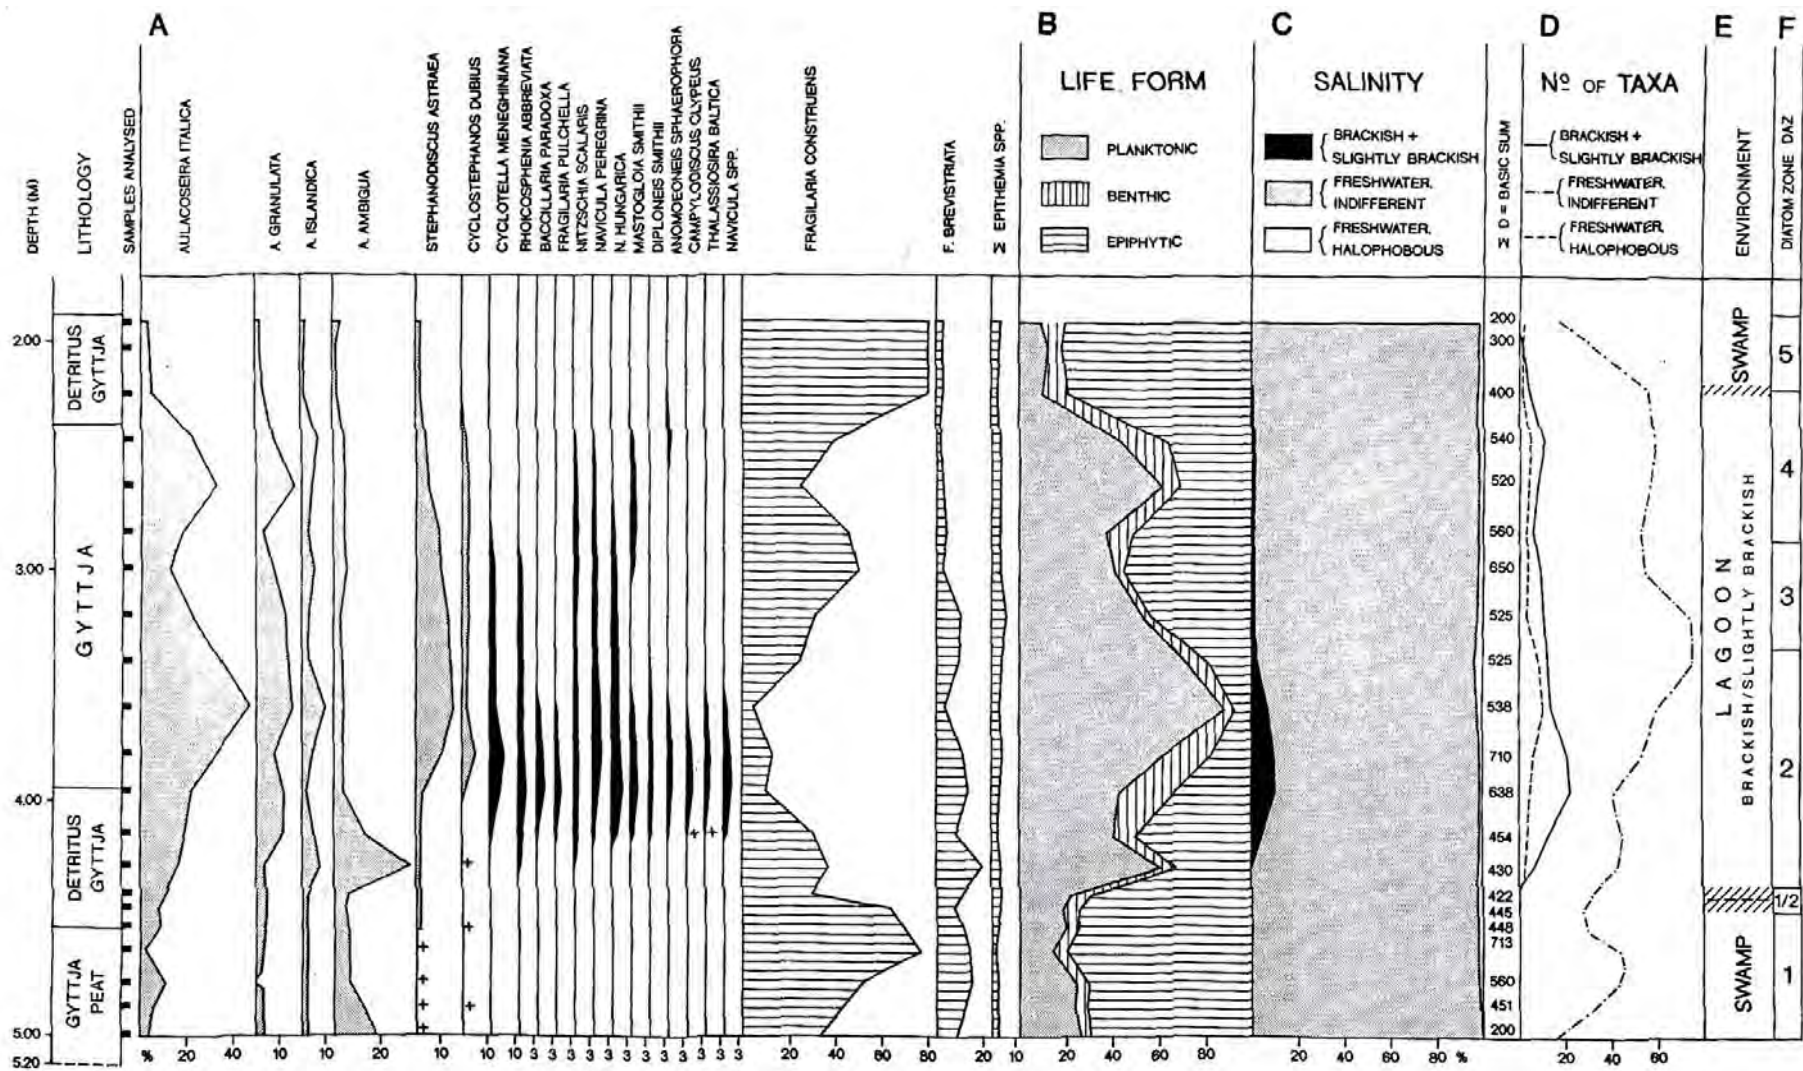 A
B
C
D
E
F
DEPTH (M)
LITHOLOGY
SAMPLES ANALYSED
AULACOSEIRA ITALICA
A. GRANULATA
A. ISLANDICA
A. AMBIGUA
STEPHANODISCUS ASTRAEA
CYCLOSTEPHANOS DUBIUS
CYCLOTELLA MENEGHINIANA
RHOICOSPHENIA ABBREVIATA
BACILLARIA PARADOXA
FRAGILARIA PULCHELLA
NITZSCHIA SCALARIS
NAVICULA PEREGRINA
N. HUNGARICA
MASTOGLOIA SMITHII
DIPLONEIS SMITHII
ANOMOEONEIS SPHAEROPHORA
CAMPYLODISCUS CLYPEUS
THALASSIOSIRA BALTICA
NAVICULA SPP.
FRAGILARIA CONSTRUENS
F. BREVISTRIATA
Σ EPITHEMIA SPP.
LIFE FORM
PLANKTONIC
BENTHIC
EPIPHYTIC
SALINITY
BRACKISH +
SLIGHTLY BRACKISH
FRESHWATER,
INDIFFERENT
FRESHWATER,
HALOPHOBOUS
Σ D = BASIC SUM
Nº OF TAXA
BRACKISH +
SLIGHTLY BRACKISH
FRESHWATER,
INDIFFERENT
FRESHWATER,
HALOPHOBOUS
ENVIRONMENT
DIATOM ZONE DAZ
2.00
3.00
4.00
5.00
5.20
DETRITUS
GYTTJA
GYTTJA
DETRITUS
GYTTJA
GYTTJA
PEAT
200
300
400
540
520
560
650
525
525
538
710
638
454
430
422
445
448
713
560
451
200
SWAMP
LAGOON
BRACKISH/SLIGHTLY BRACKISH
SWAMP
5
4
3
2
1/2
1
% 20 40 10 10 20 10 10 10 3 3 3 3 3 3 3 3 3 3 3 3 20 40 60 80 20 10 20 40 60 80 20 40 60 80 % 20 40 60